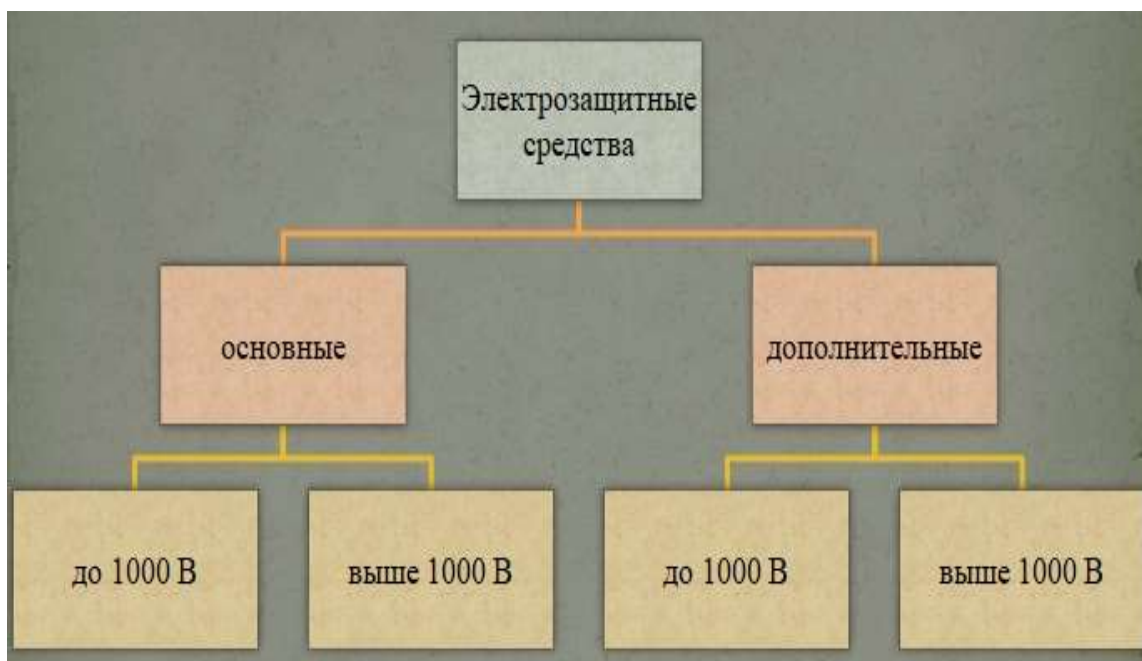 Электрозащитные
средства
основные
дополнительные
до 1000 В
выше 1000 В
до 1000 В
выше 1000 В